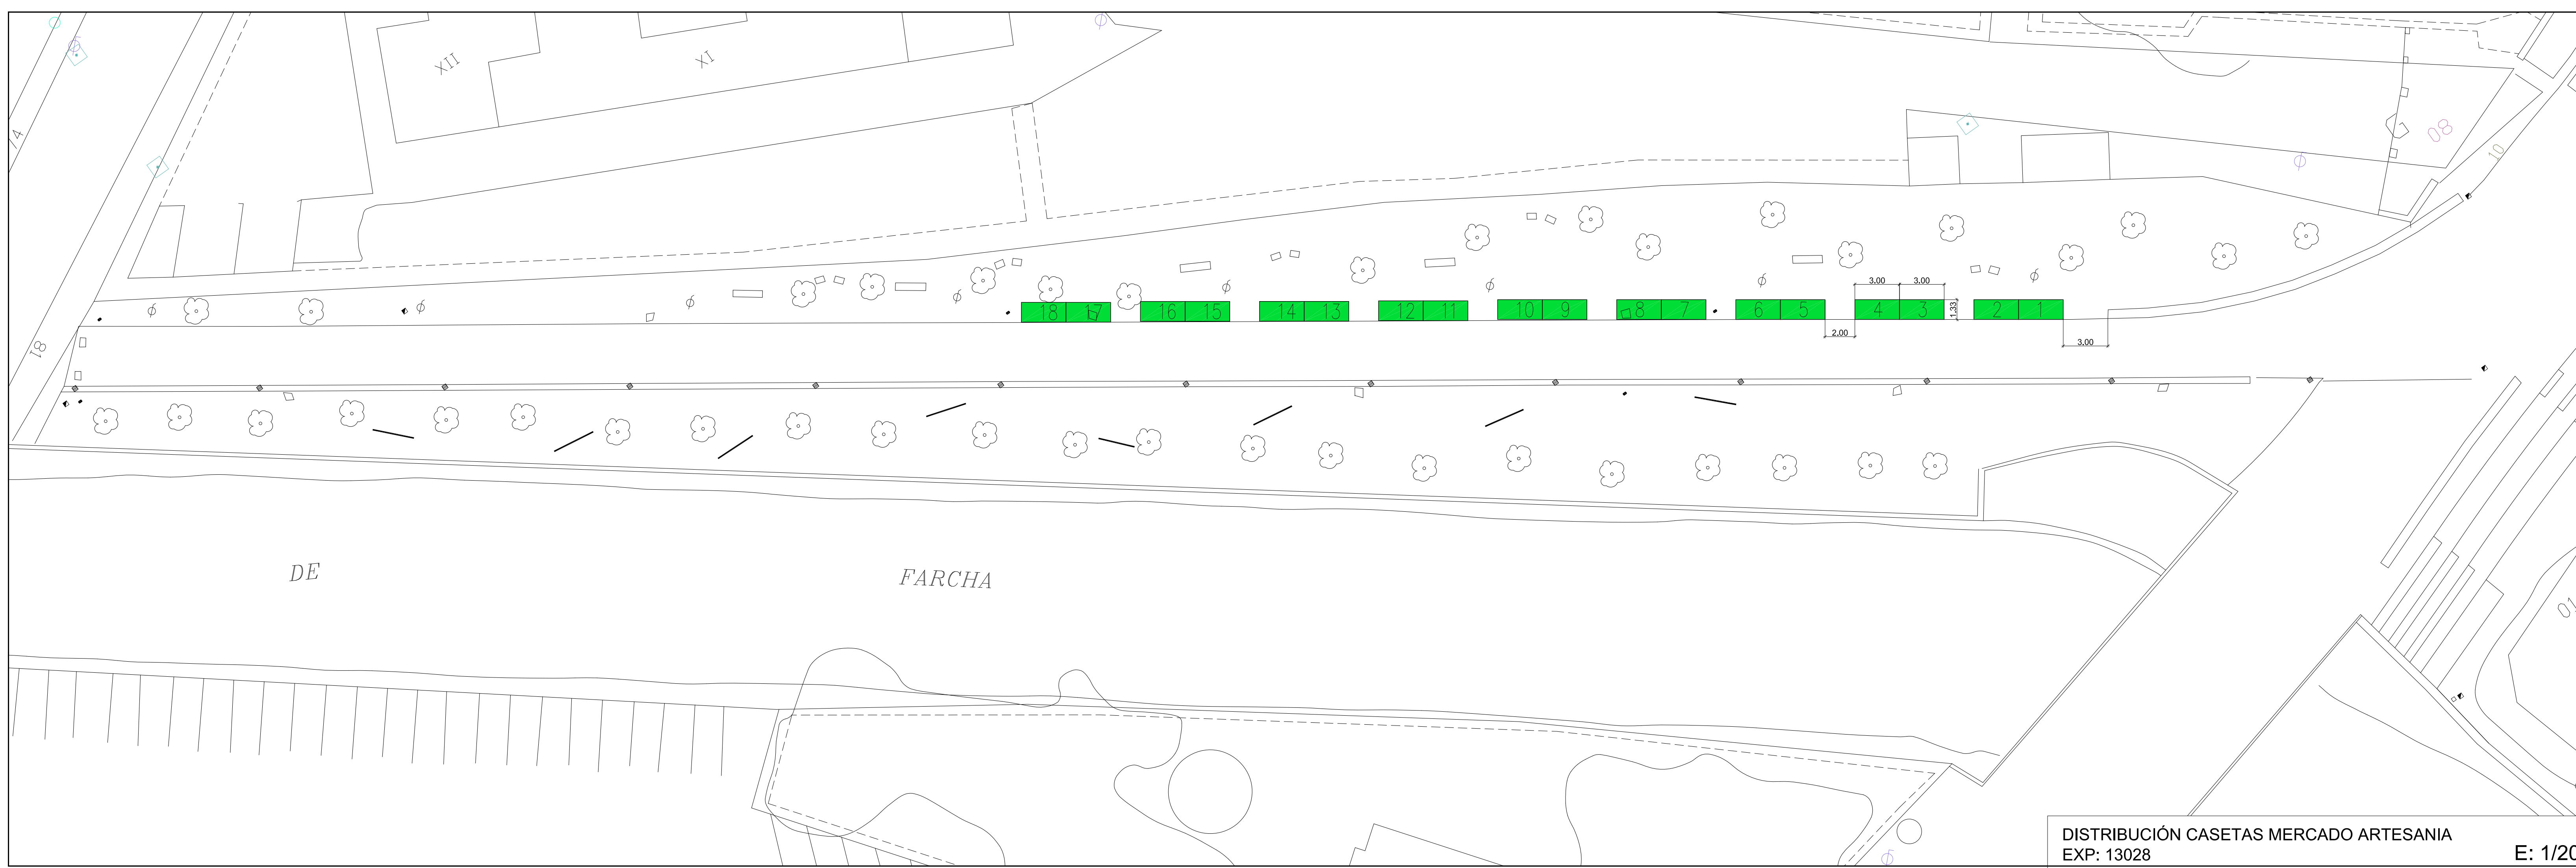 XII
XI
08
10
18
18 17 16 15 14 13 12 11 10 9 8 7 6 5 4 3 2 1
3,00 3,00
1,33
2,00
3,00
DE FARCHA
DISTRIBUCIÓN CASETAS MERCADO ARTESANIA
EXP: 13028
E: 1/20